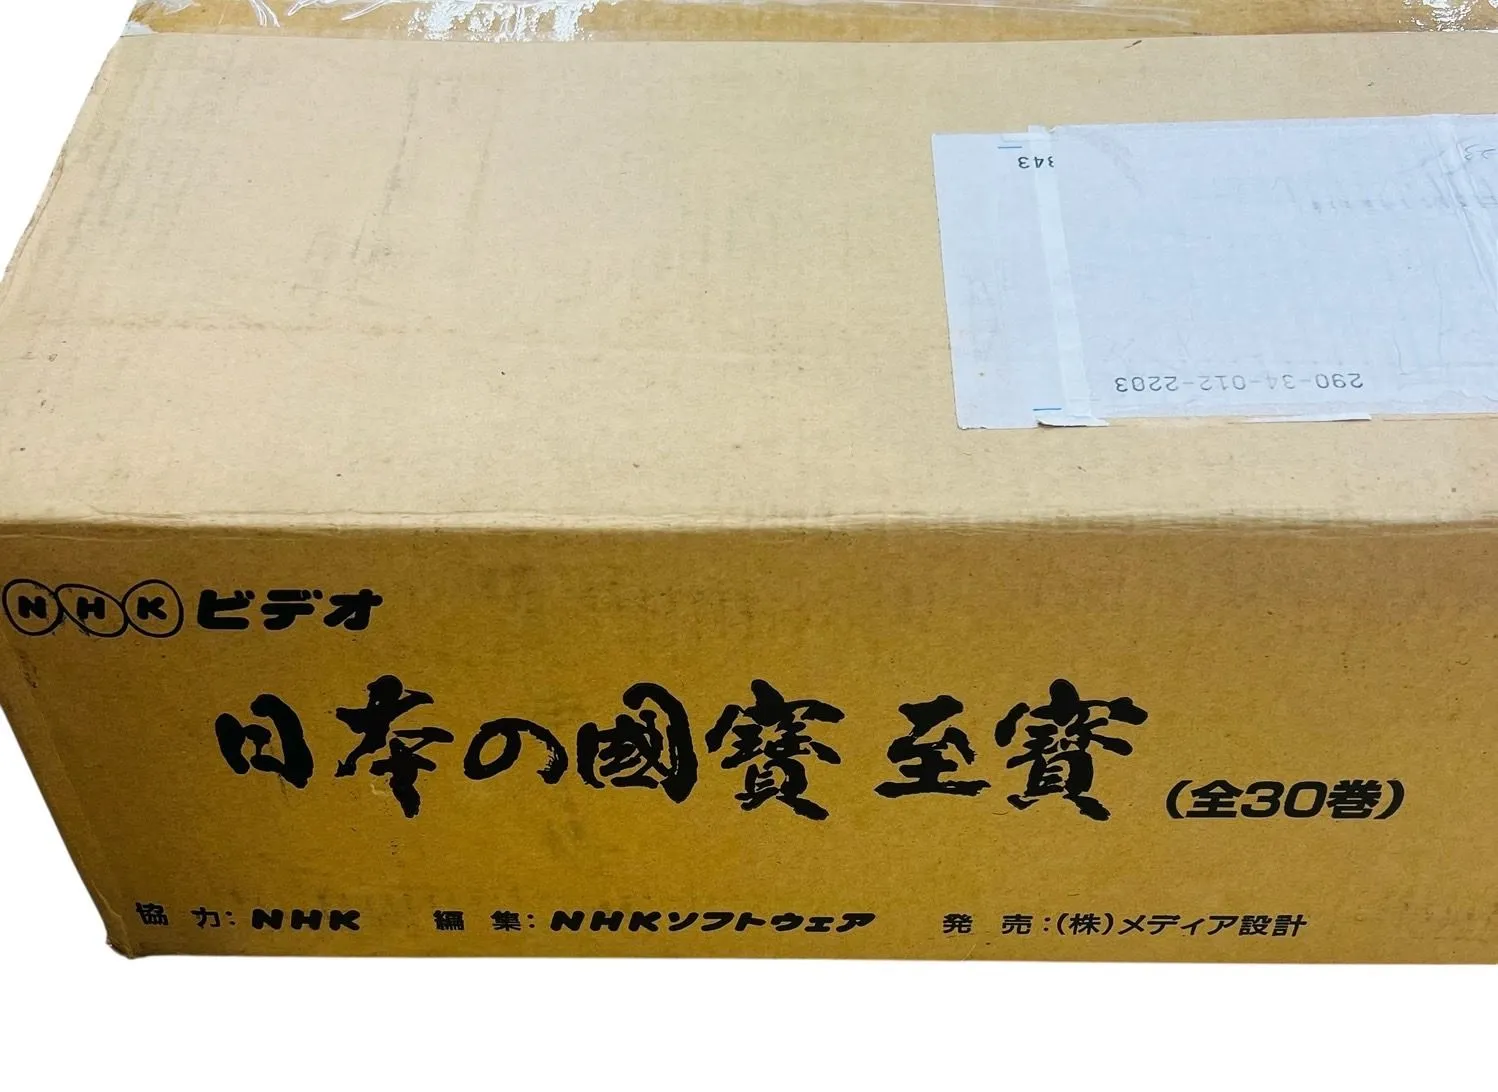 343
290-34-012-2203
NHKビデオ
日本の國寶至寳(全30巻)
協力:NHK 編集:NHKソフトウェア 発売:(株)メディア設計